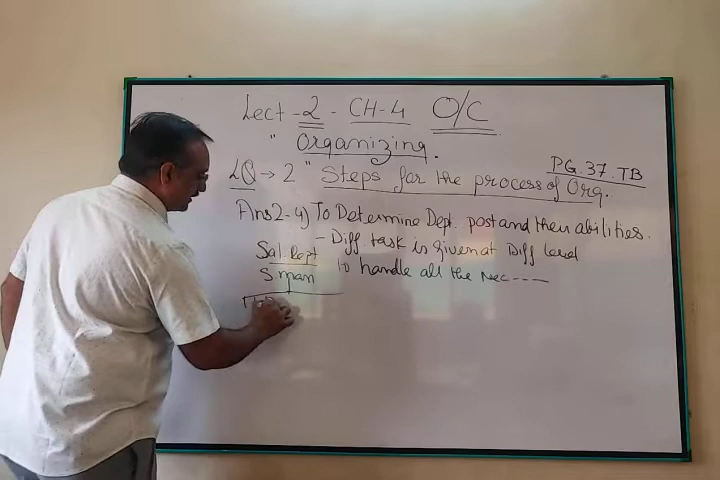 Lect - 2 - CH-4 O/C
" Organizing.
PG.37.TB
LQ → 2 " Steps for the process of Org.
Ans 2-4) To Determine Dept. post and then abilities.
Sal. Dept - Diff task is given at Diff level
Sman to handle all the nec ----